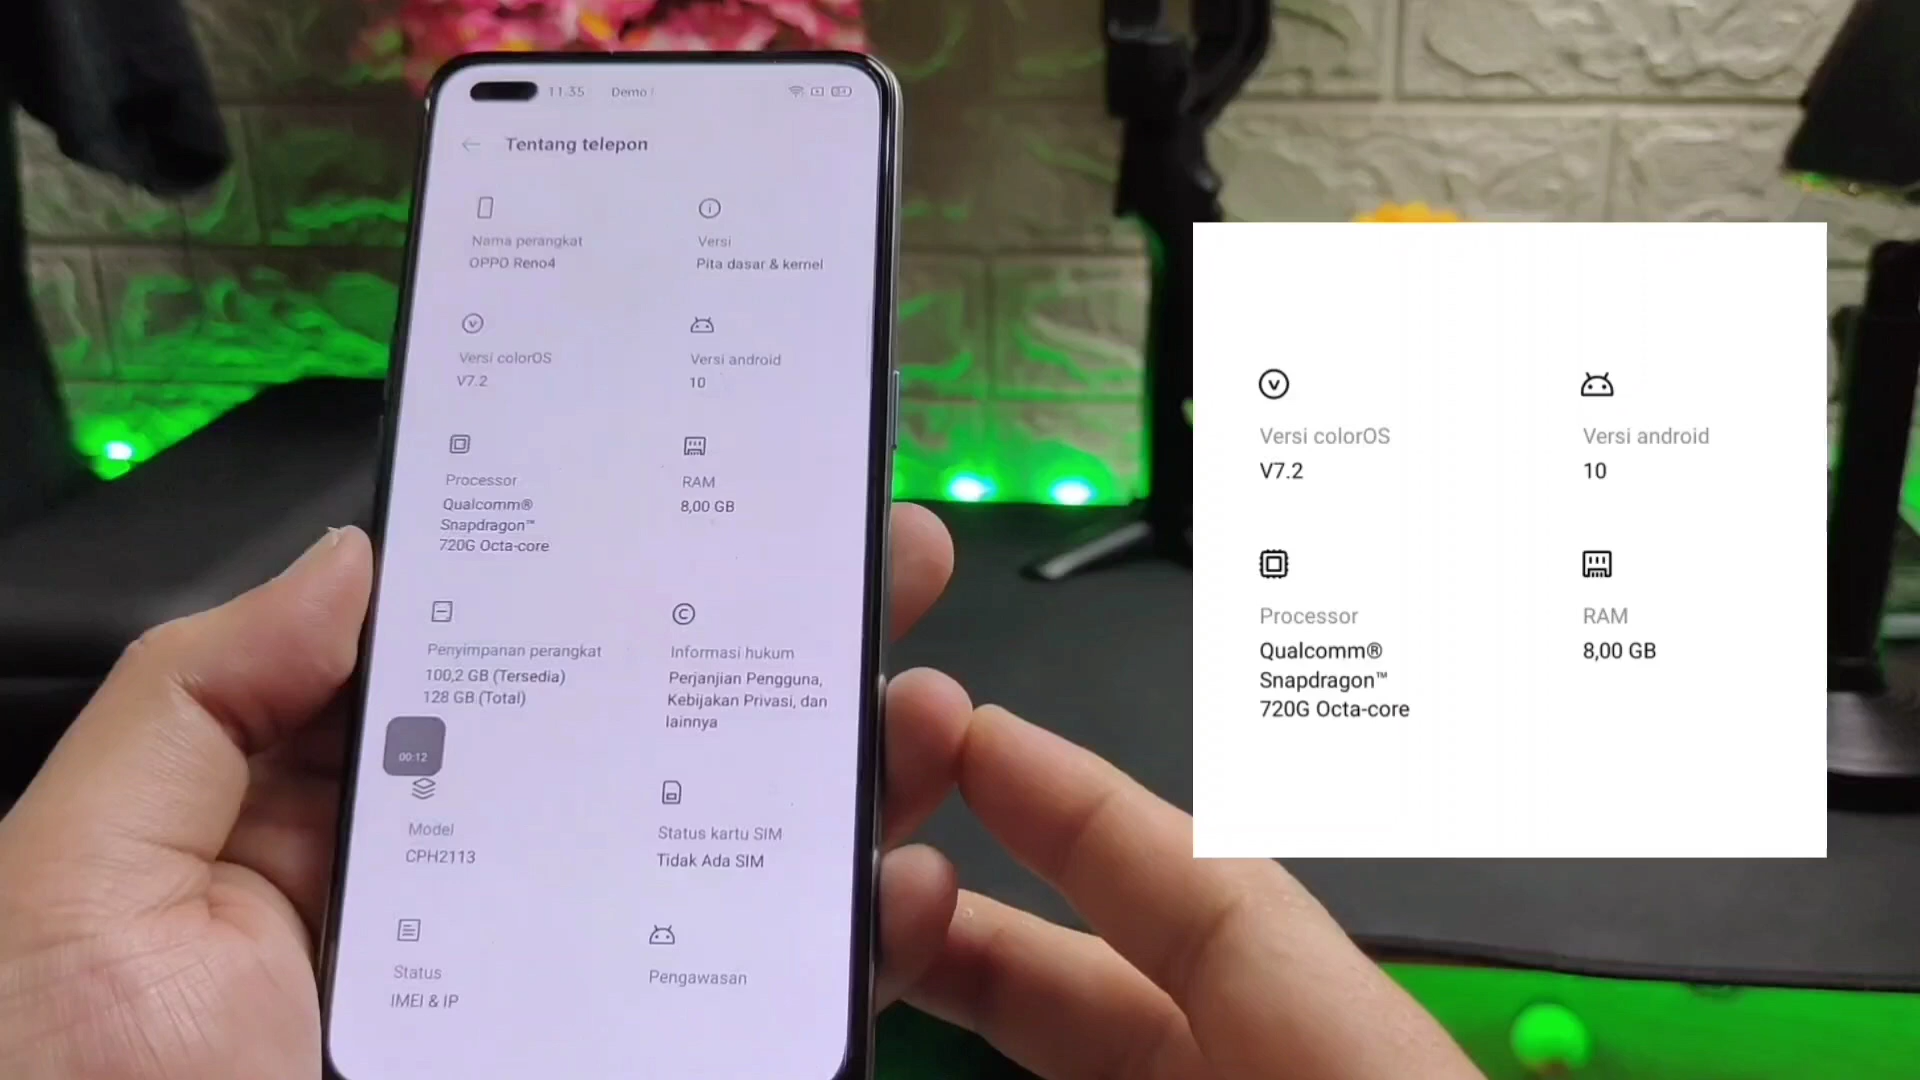 11.35 Demo
Tentang telepon
Nama perangkat
OPPO Reno4
Versi
Pita dasar & kernel
Versi colorOS
V7.2
Versi android
10
Processor
Qualcomm®
Snapdragon™
720G Octa-core
RAM
8,00 GB
Penyimpanan perangkat
100,2 GB (Tersedia)
128 GB (Total)
Informasi hukum
Perjanjian Pengguna,
Kebijakan Privasi, dan
lainnya
00:12
Model
CPH2113
Status kartu SIM
Tidak Ada SIM
Status
IMEI & IP
Pengawasan
Versi colorOS
V7.2
Versi android
10
Processor
Qualcomm®
Snapdragon™
720G Octa-core
RAM
8,00 GB